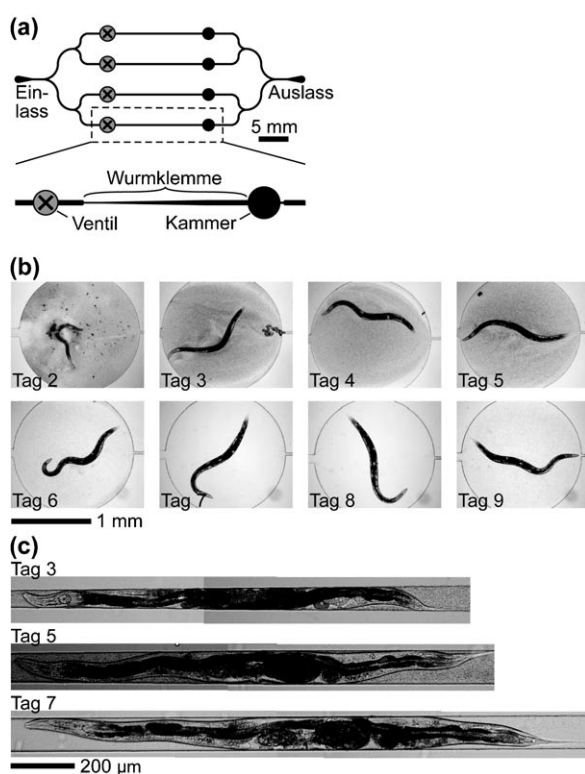 (a)
Ein-
lass
Auslass
5 mm
Wurmklemme
Ventil
Kammer
(b)
Tag 2
Tag 3
Tag 4
Tag 5
Tag 6
Tag 7
Tag 8
Tag 9
1 mm
(c)
Tag 3
Tag 5
Tag 7
200 µm